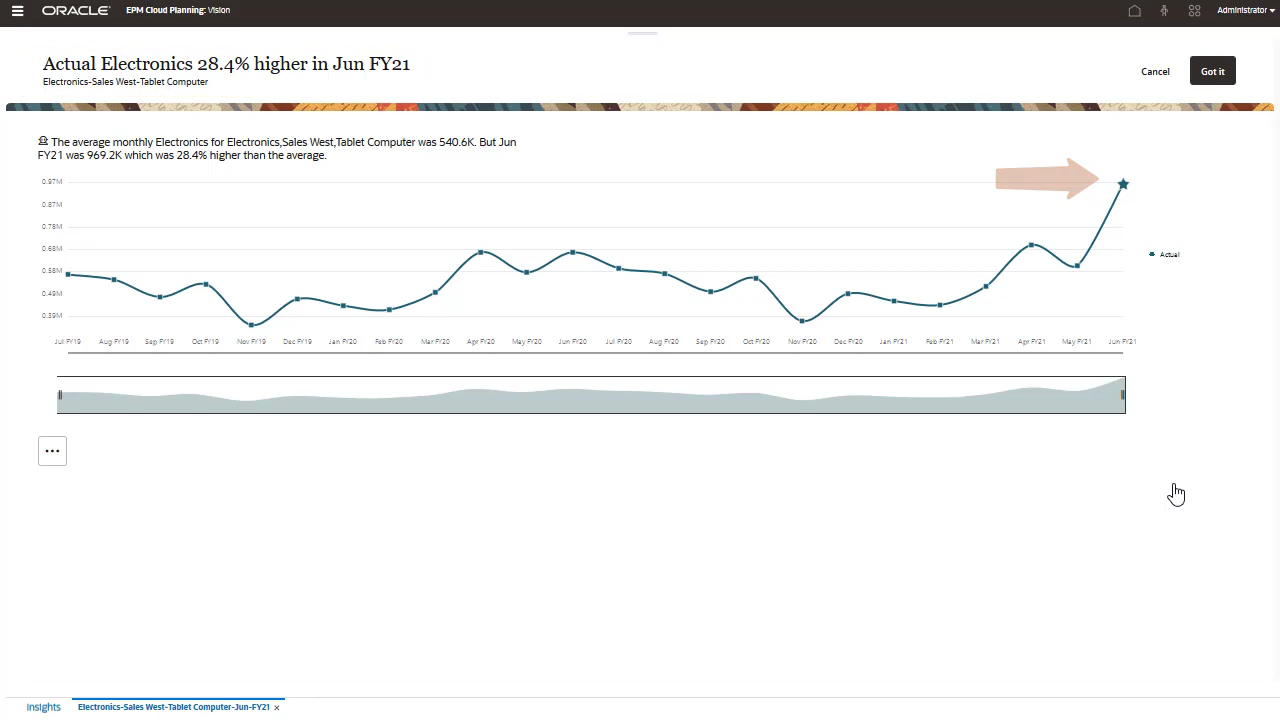 ORACLE EPM Cloud Planning: Vision Administrator
Actual Electronics 28.4% higher in Jun FY21
Electronics-Sales West-Tablet Computer
Cancel Got it
The average monthly Electronics for Electronics,Sales West,Tablet Computer was 540.6K. But Jun
FY21 was 969.2K which was 28.4% higher than the average.
0.97M
0.87M
0.78M
0.68M
0.58M
0.49M
0.39M
Actual
Jul FY19 Aug FY19 Sep FY19 Oct FY19 Nov FY19 Dec FY19 Jan FY20 Feb FY20 Mar FY20 Apr FY20 May FY20 Jun FY20 Jul FY20 Aug FY20 Sep FY20 Oct FY20 Nov FY20 Dec FY20 Jan FY21 Feb FY21 Mar FY21 Apr FY21 May FY21 Jun FY21
Insights Electronics-Sales West-Tablet Computer-Jun-FY21